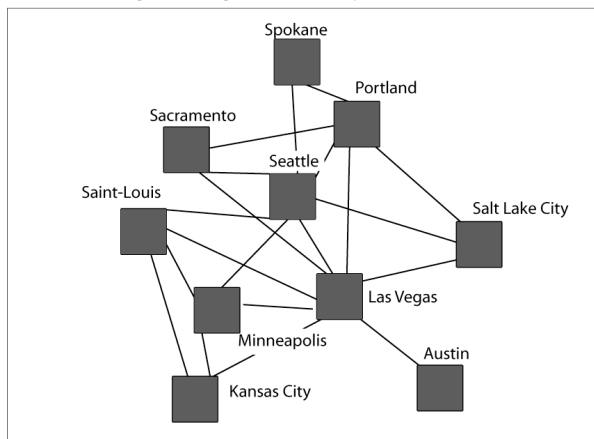 Spokane
Portland
Sacramento
Seattle
Saint-Louis
Salt Lake City
Las Vegas
Minneapolis
Austin
Kansas City